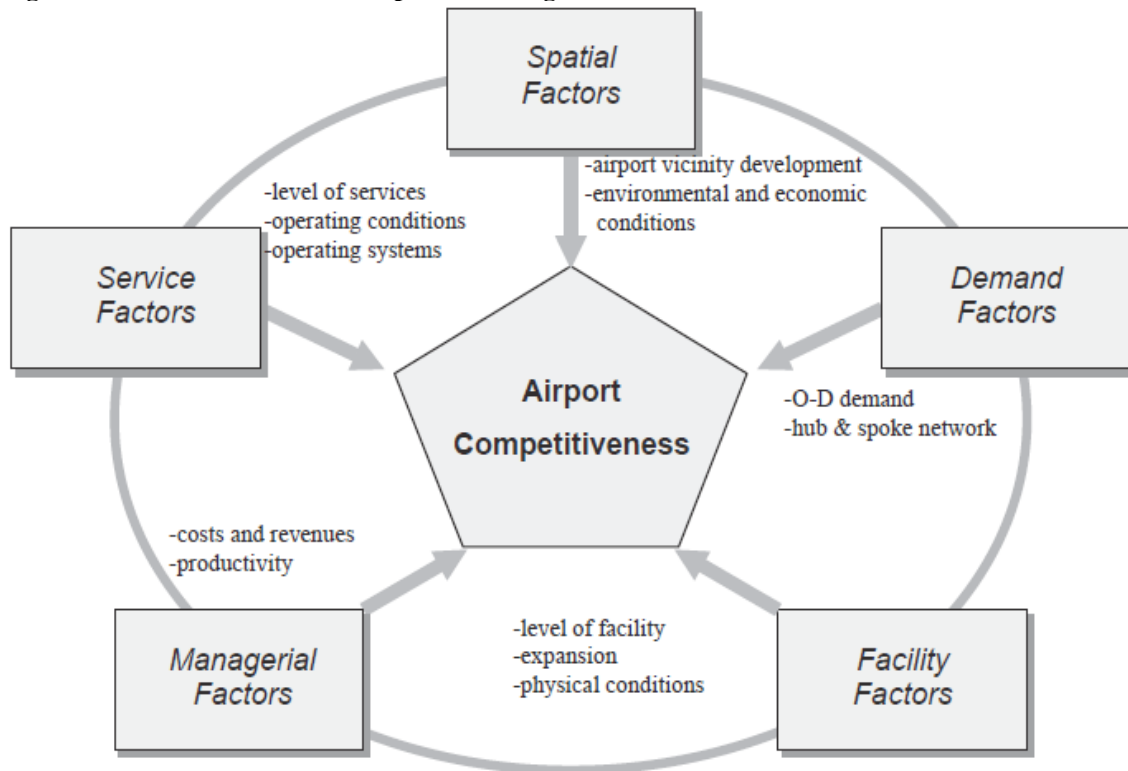 Spatial
Factors
-airport vicinity development
-environmental and economic
conditions
-level of services
-operating conditions
-operating systems
Service
Factors
Demand
Factors
Airport
Competitiveness
-O-D demand
-hub & spoke network
-costs and revenues
-productivity
-level of facility
-expansion
-physical conditions
Managerial
Factors
Facility
Factors